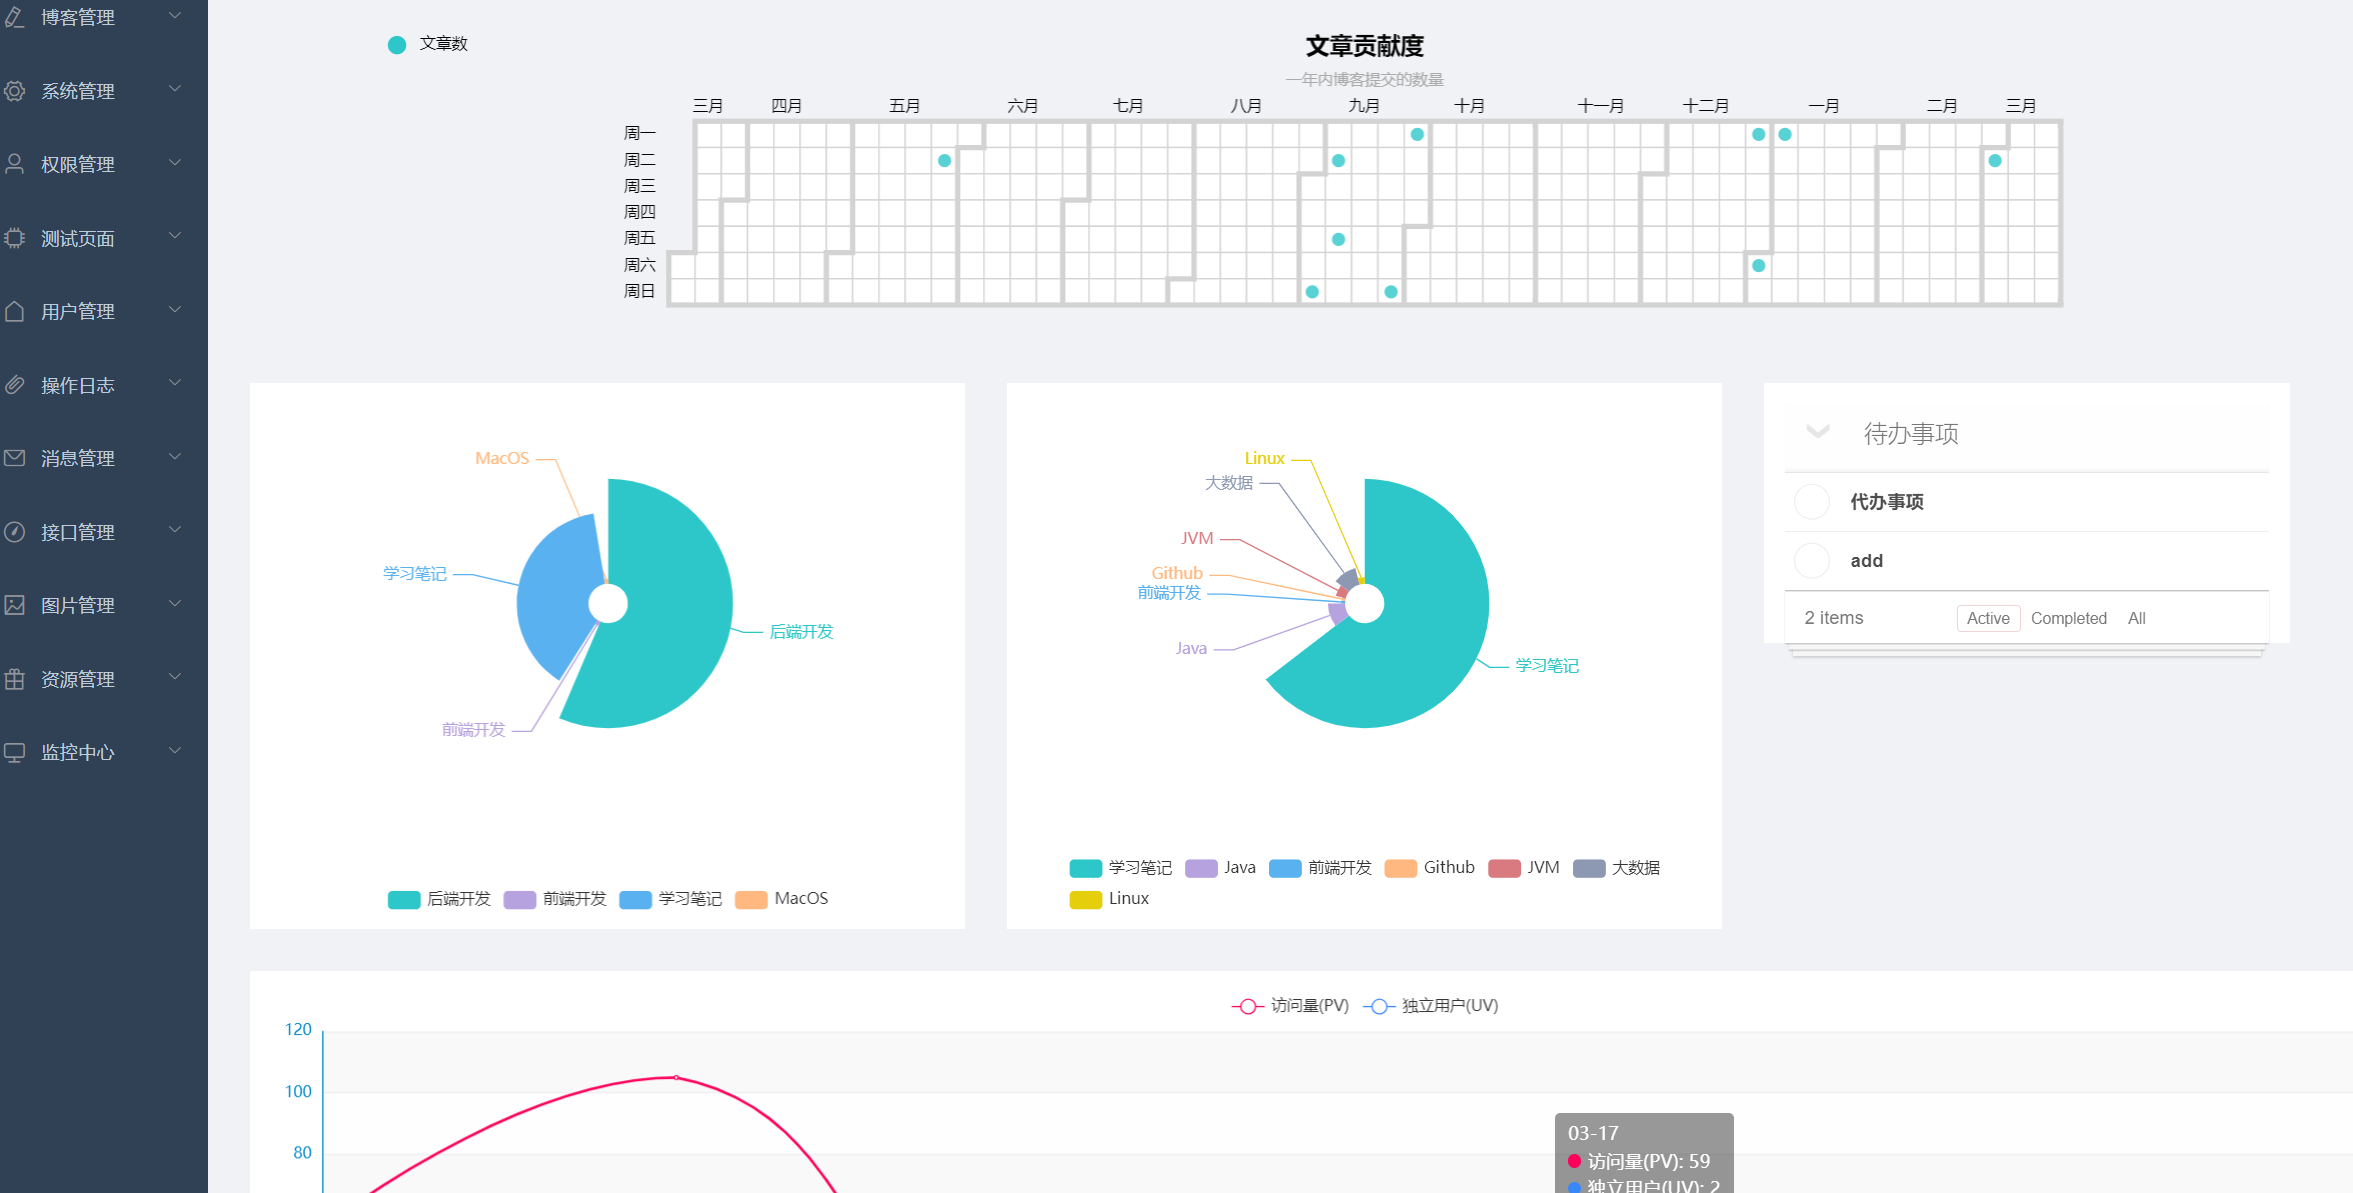 博客管理
系统管理
权限管理
测试页面
用户管理
操作日志
消息管理
接口管理
图片管理
资源管理
监控中心
文章数
文章贡献度
一年内博客提交的数量
三月 四月 五月 六月 七月 八月 九月 十月 十一月 十二月 一月 二月 三月
周一
周二
周三
周四
周五
周六
周日
MacOS
学习笔记
后端开发
前端开发
后端开发 前端开发 学习笔记 MacOS
Linux
大数据
JVM
Github
前端开发
Java
学习笔记
学习笔记 Java 前端开发 Github JVM 大数据
Linux
待办事项
代办事项
add
2 items Active Completed All
访问量(PV) 独立用户(UV)
120
100
80
03-17
访问量(PV): 59
独立用户(UV): 2